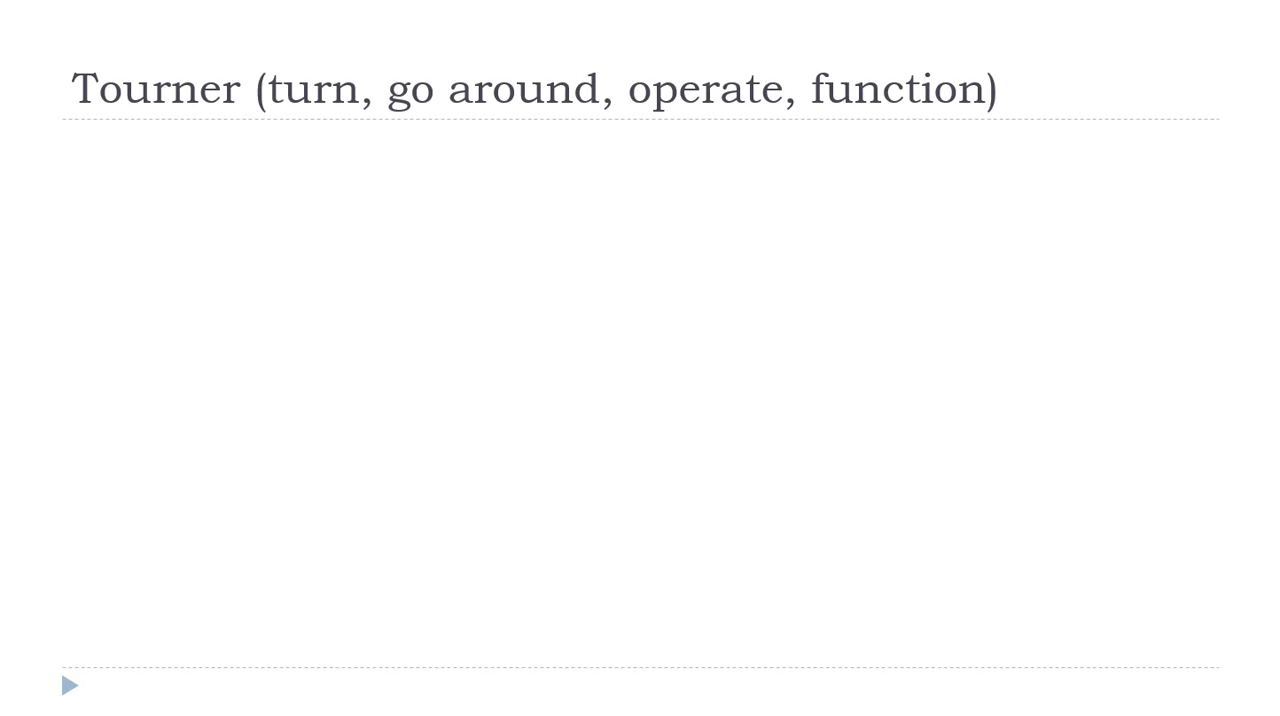 Tourner (turn, go around, operate, function)